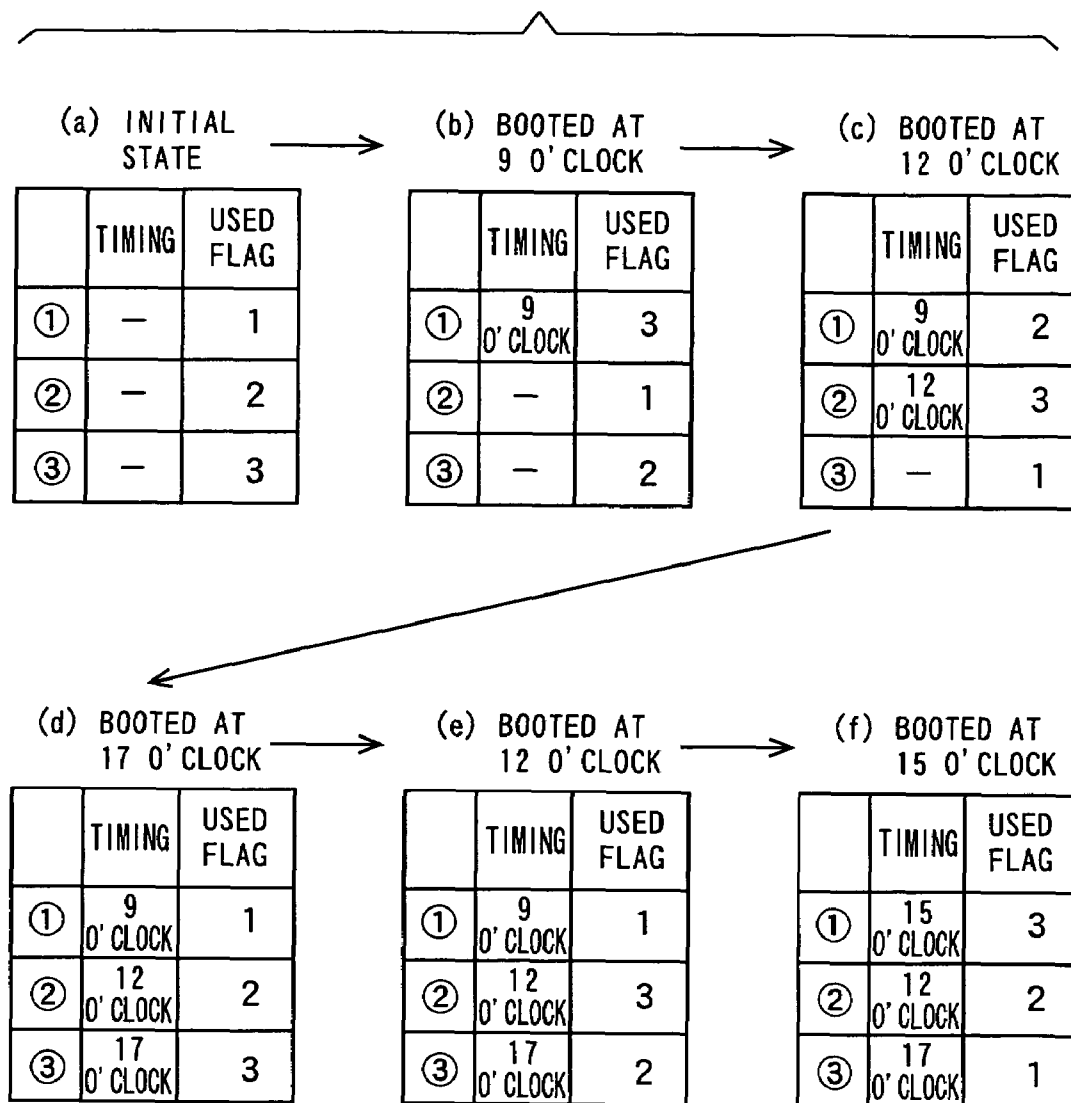 (a) INITIAL STATE
(b) BOOTED AT 9 O'CLOCK
(c) BOOTED AT 12 O'CLOCK
TIMING USED FLAG
① — 1
② — 2
③ — 3
TIMING USED FLAG
① 9 O'CLOCK 3
② — 1
③ — 2
TIMING USED FLAG
① 9 O'CLOCK 2
② 12 O'CLOCK 3
③ — 1
(d) BOOTED AT 17 O'CLOCK
(e) BOOTED AT 12 O'CLOCK
(f) BOOTED AT 15 O'CLOCK
TIMING USED FLAG
① 9 O'CLOCK 1
② 12 O'CLOCK 2
③ 17 O'CLOCK 3
TIMING USED FLAG
① 9 O'CLOCK 1
② 12 O'CLOCK 3
③ 17 O'CLOCK 2
TIMING USED FLAG
① 15 O'CLOCK 3
② 12 O'CLOCK 2
③ 17 O'CLOCK 1